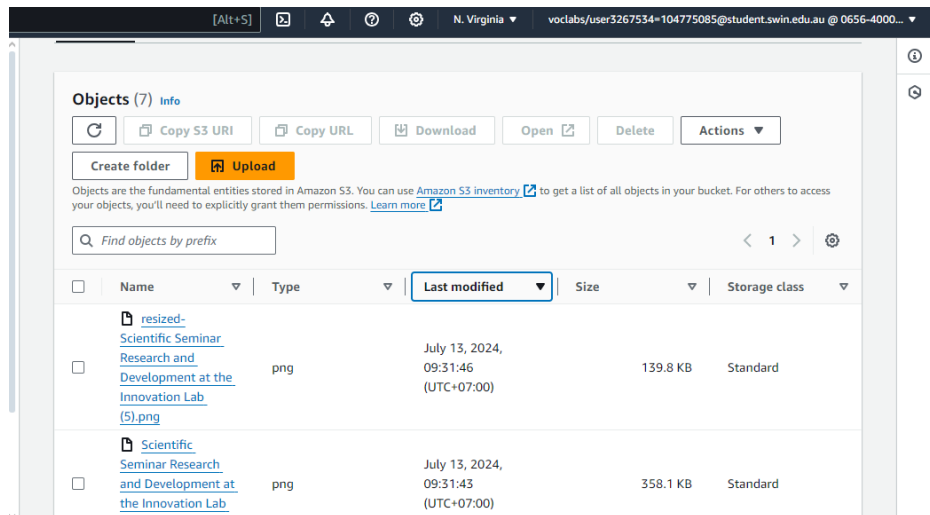 [Alt+S]
N. Virginia ▼
voclabs/user3267534=104775085@student.swin.edu.au @ 0656-4000... ▼
Objects (7) Info
Copy S3 URI
Copy URL
Download
Open
Delete
Actions ▼
Create folder
Upload
Objects are the fundamental entities stored in Amazon S3. You can use Amazon S3 inventory to get a list of all objects in your bucket. For others to access
your objects, you'll need to explicitly grant them permissions. Learn more
Find objects by prefix
1
Name
Type
Last modified
Size
Storage class
resized-
Scientific Seminar
Research and
Development at the
Innovation Lab
(5).png
png
July 13, 2024,
09:31:46
(UTC+07:00)
139.8 KB
Standard
Scientific
Seminar Research
and Development at
the Innovation Lab
png
July 13, 2024,
09:31:43
(UTC+07:00)
358.1 KB
Standard